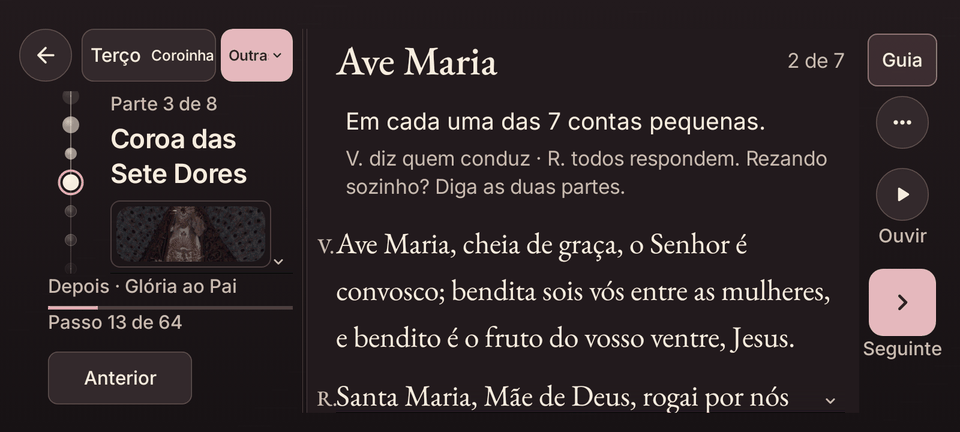 Terço Coroinha Outra
Parte 3 de 8
Coroa das
Sete Dores
Depois · Glória ao Pai
Passo 13 de 64
Anterior
Ave Maria
2 de 7
Em cada uma das 7 contas pequenas.
V. diz quem conduz · R. todos respondem. Rezando
sozinho? Diga as duas partes.
V. Ave Maria, cheia de graça, o Senhor é
convosco; bendita sois vós entre as mulheres,
e bendito é o fruto do vosso ventre, Jesus.
R. Santa Maria, Mãe de Deus, rogai por nós
Guia
Ouvir
Seguinte